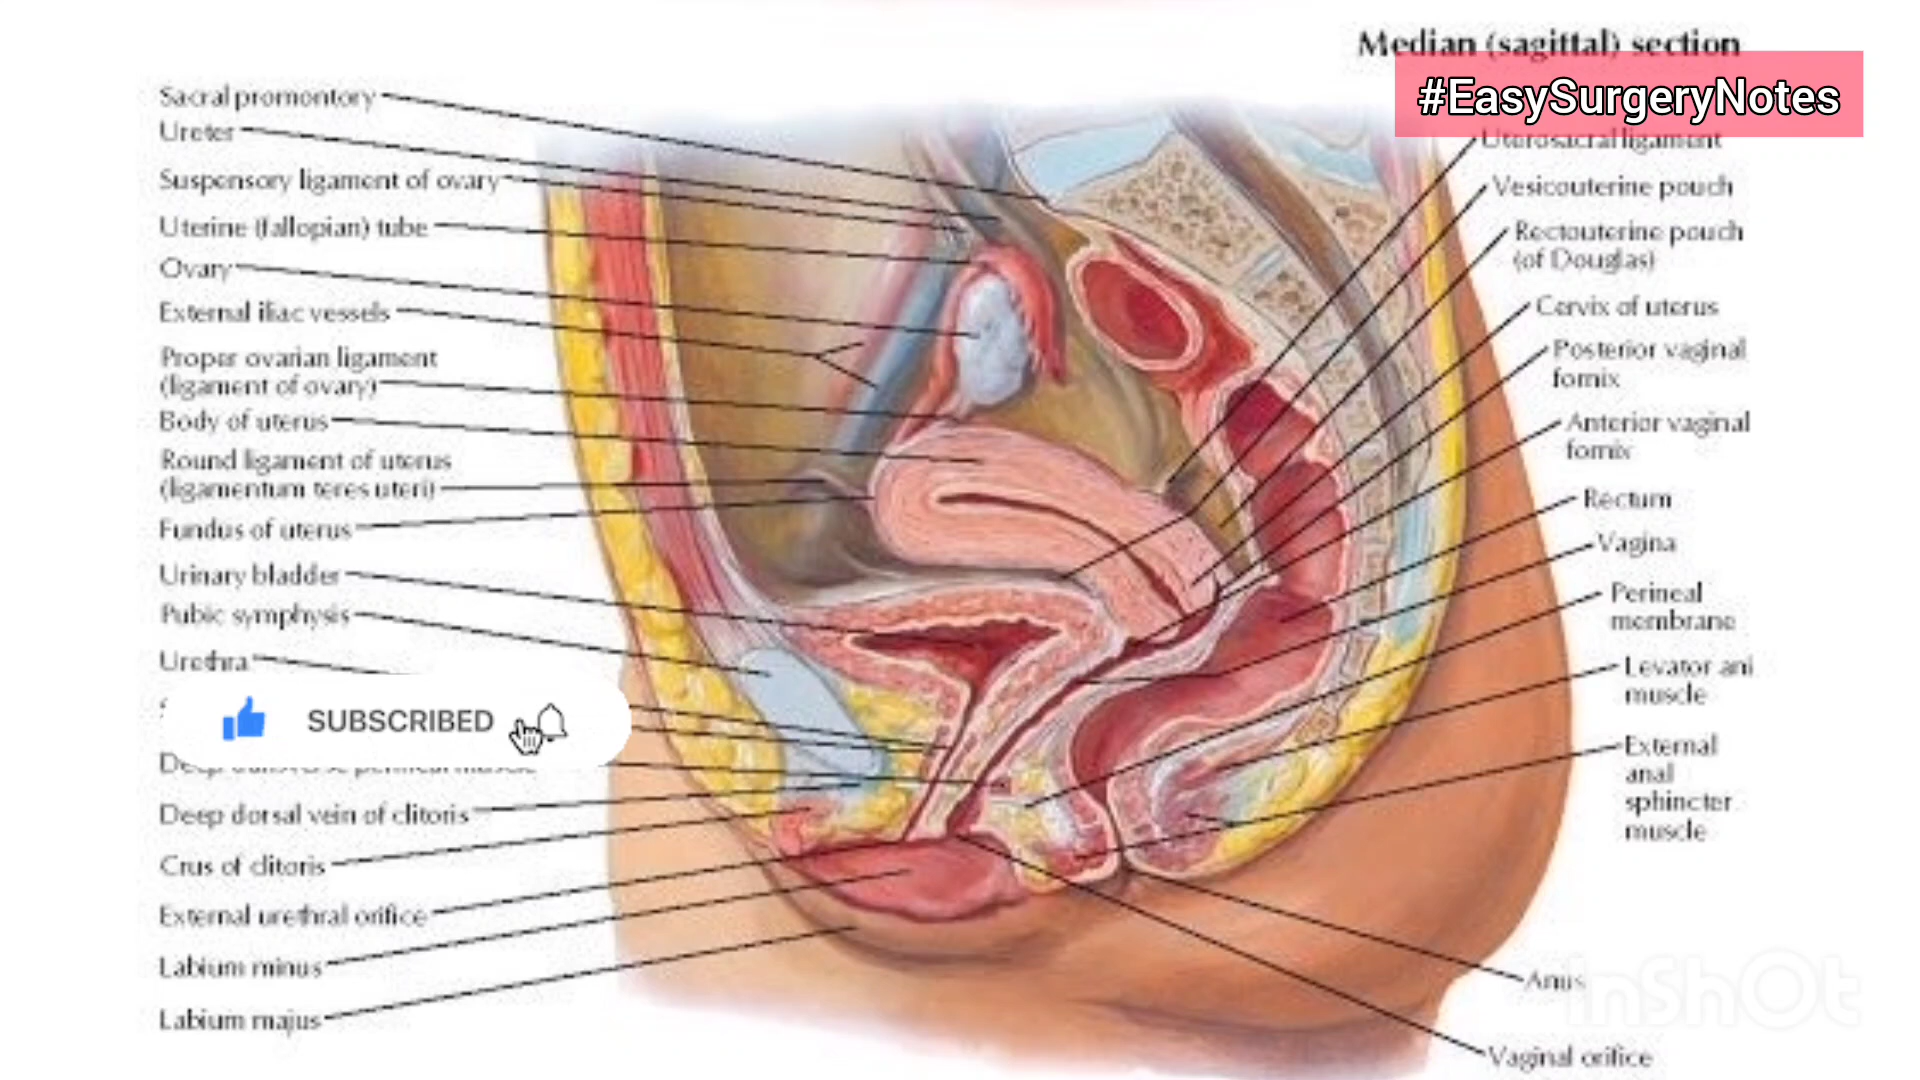 Median (sagittal) section
#EasySurgeryNotes
Sacral promontory
Ureter
Suspensory ligament of ovary
Uterine (fallopian) tube
Ovary
External iliac vessels
Proper ovarian ligament
(ligament of ovary)
Body of uterus
Round ligament of uterus
(ligamentum teres uteri)
Fundus of uterus
Urinary bladder
Pubic symphysis
Urethra
SUBSCRIBED
Deep transverse perineal muscle
Deep dorsal vein of clitoris
Crus of clitoris
External urethral orifice
Labium minus
Labium majus
Uterosacral ligament
Vesicouterine pouch
Rectouterine pouch
(of Douglas)
Cervix of uterus
Posterior vaginal
fornix
Anterior vaginal
fornix
Rectum
Vagina
Perineal
membrane
Levator ani
muscle
External
anal
sphincter
muscle
Anus
Vaginal orifice
InShOt